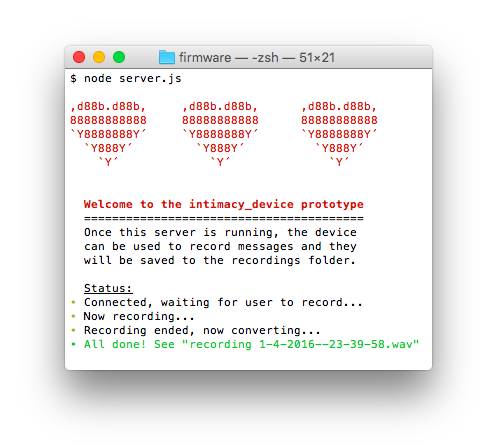 firmware — -zsh — 51×21
$ node server.js
,d88b.d88b,     ,d88b.d88b,      ,d88b.d88b,
88888888888     88888888888      88888888888
`Y8888888Y´     `Y8888888Y´      `Y8888888Y´
  `Y888Y´         `Y888Y´          `Y888Y´
    `Y´             `Y´              `Y´
Welcome to the intimacy_device prototype
========================================
Once this server is running, the device
can be used to record messages and they
will be saved to the recordings folder.
Status:
• Connected, waiting for user to record...
• Now recording...
• Recording ended, now converting...
• All done! See "recording 1-4-2016--23-39-58.wav"